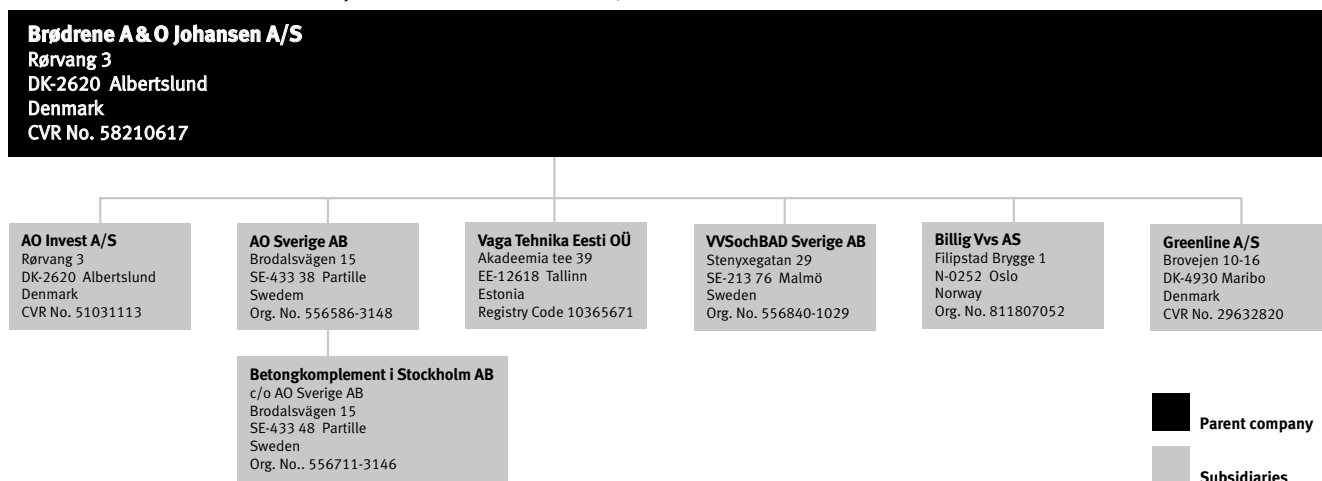 Brødrene A & O Johansen A/S
Rørvang 3
DK-2620 Albertslund
Denmark
CVR No. 58210617
AO Invest A/S
Rørvang 3
DK-2620 Albertslund
Denmark
CVR No. 51031113
AO Sverige AB
Brodalsvägen 15
SE-433 38 Partille
Swedem
Org. No. 556586-3148
Vaga Tehnika Eesti OÜ
Akadeemia tee 39
EE-12618 Tallinn
Estonia
Registry Code 10365671
VVSochBAD Sverige AB
Stenyxegatan 29
SE-213 76 Malmö
Sweden
Org. No. 556840-1029
Billig Vvs AS
Filipstad Brygge 1
N-0252 Oslo
Norway
Org. No. 811807052
Greenline A/S
Brovejen 10-16
DK-4930 Maribo
Denmark
CVR No. 29632820
Betongkomplement i Stockholm AB
c/o AO Sverige AB
Brodalsvägen 15
SE-433 48 Partille
Sweden
Org. No.. 556711-3146
Parent company
Subsidiaries